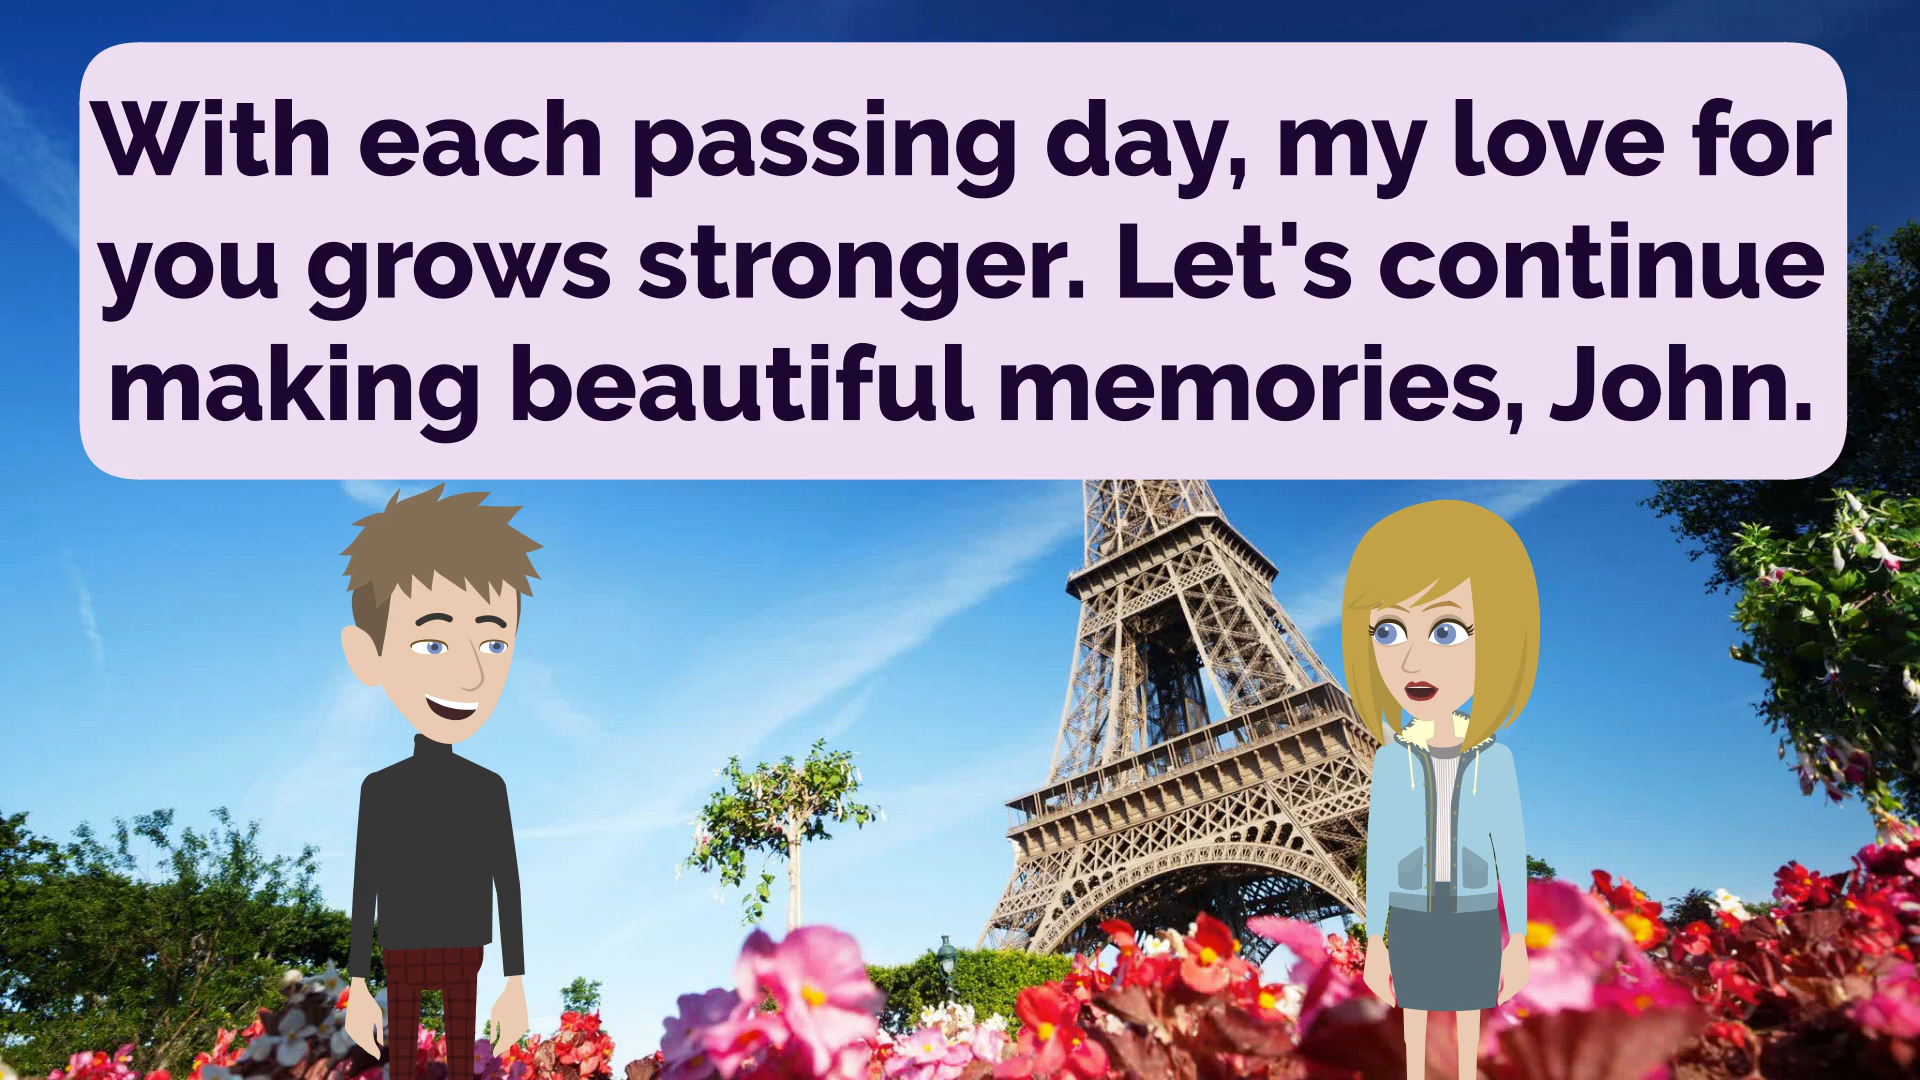 With each passing day, my love for
you grows stronger. Let's continue
making beautiful memories, John.